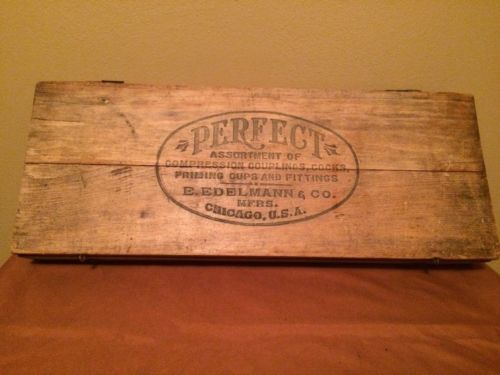 PERFECT
ASSORTMENT OF
COMPRESSION COUPLINGS, COCKS,
PRIMING CUPS AND FITTINGS
E. EDELMANN & CO.
MFRS.
CHICAGO, U.S.A.